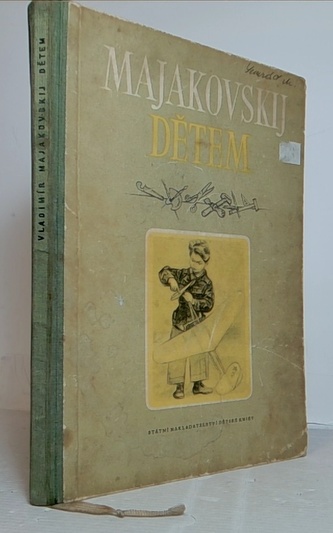 VLADIMÍR MAJAKOVSKIJ DĚTEM
MAJAKOVSKIJ
DĚTEM
STÁTNÍ NAKLADATELSTVÍ DĚTSKÉ KNIHY